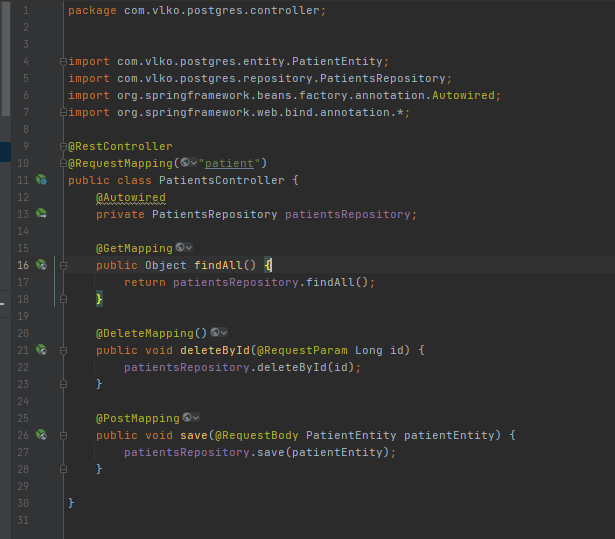 1 package com.vlko.postgres.controller;
2
3
4 import com.vlko.postgres.entity.PatientEntity;
5 import com.vlko.postgres.repository.PatientsRepository;
6 import org.springframework.beans.factory.annotation.Autowired;
7 import org.springframework.web.bind.annotation.*;
8
9 @RestController
10 @RequestMapping("patient")
11 public class PatientsController {
12     @Autowired
13     private PatientsRepository patientsRepository;
14
15     @GetMapping
16     public Object findAll() {
17         return patientsRepository.findAll();
18     }
19
20     @DeleteMapping()
21     public void deleteById(@RequestParam Long id) {
22         patientsRepository.deleteById(id);
23     }
24
25     @PostMapping
26     public void save(@RequestBody PatientEntity patientEntity) {
27         patientsRepository.save(patientEntity);
28     }
29
30 }
31